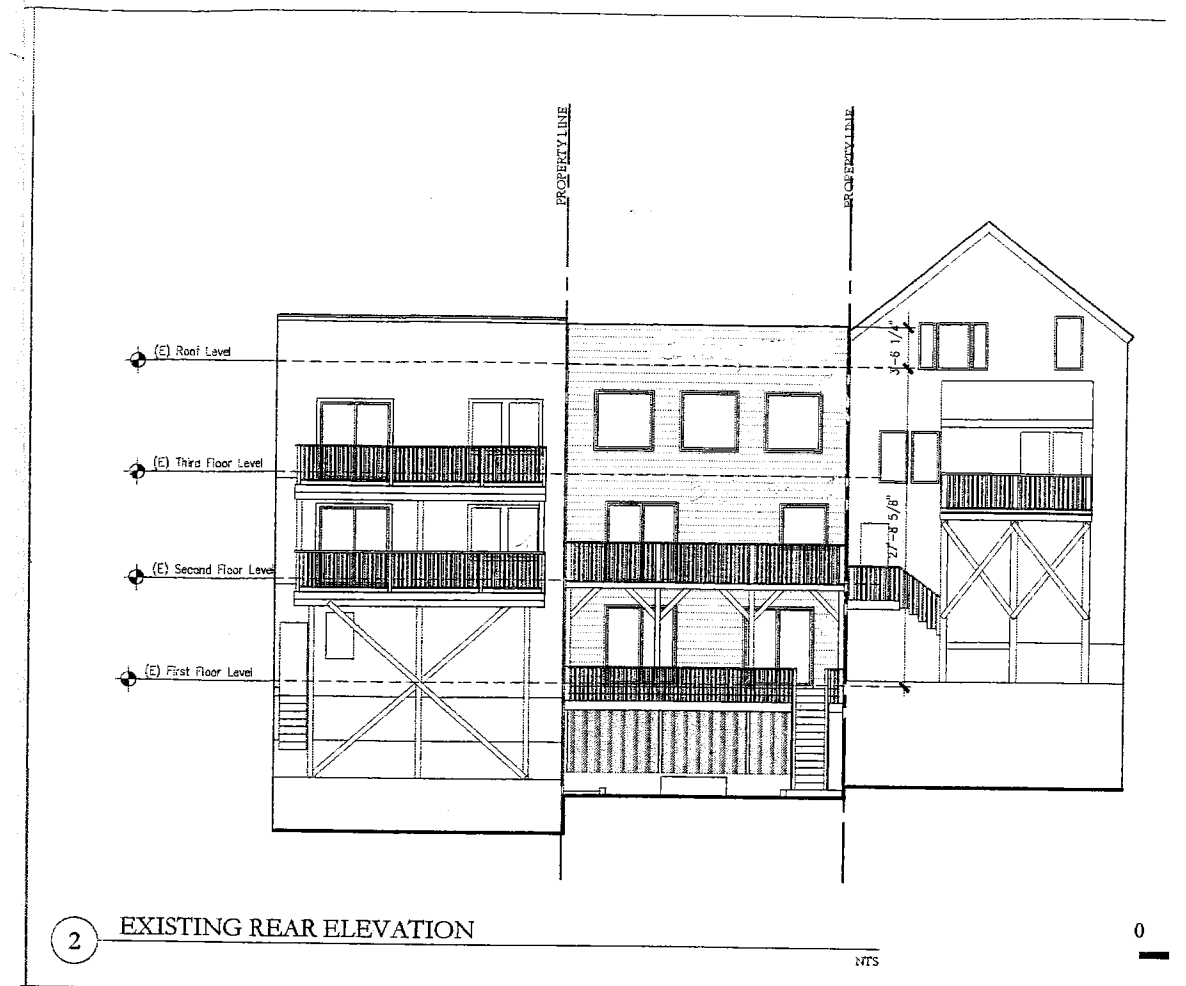 PROPERTY LINE
PROPERTY LINE
(E) Roof Level
3'-6 1/4"
(E) Third Floor Level
27'-8 5/8"
(E) Second Floor Level
(E) First Floor Level
2
EXISTING REAR ELEVATION
NTS
0